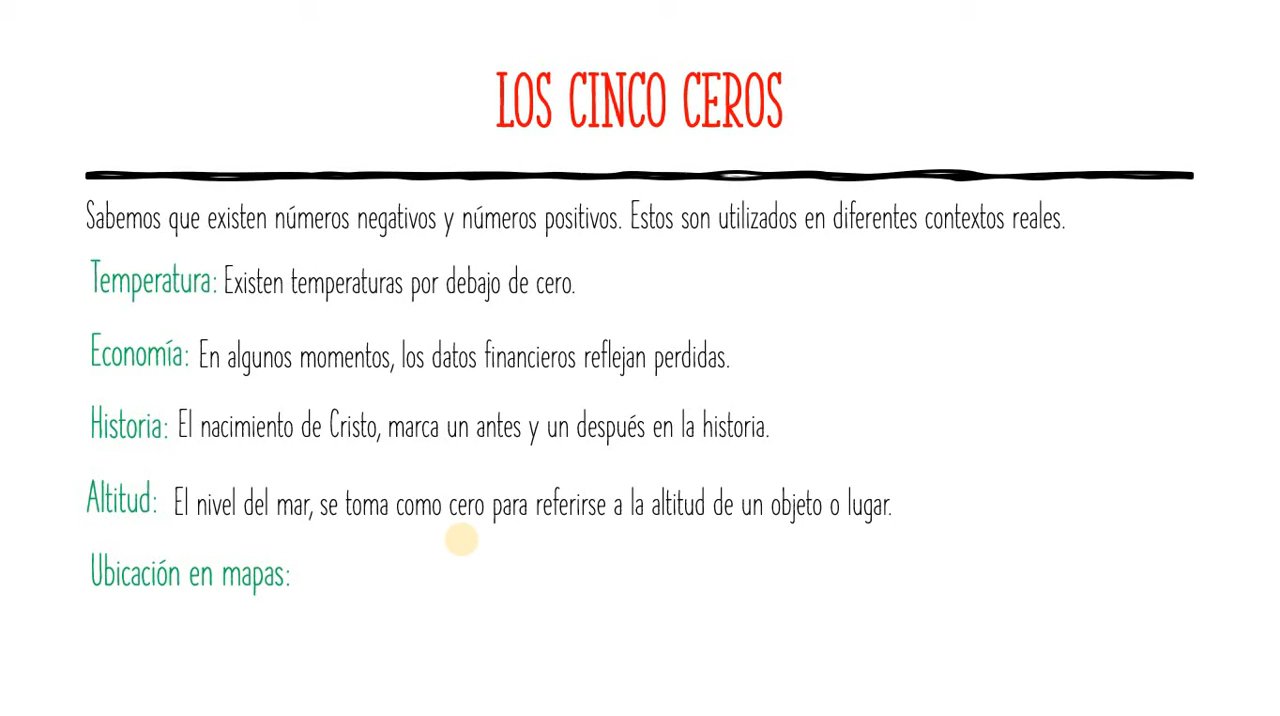 LOS CINCO CEROS
Sabemos que existen números negativos y números positivos. Estos son utilizados en diferentes contextos reales.
Temperatura: Existen temperaturas por debajo de cero.
Economía: En algunos momentos, los datos financieros reflejan perdidas.
Historia: El nacimiento de Cristo, marca un antes y un después en la historia.
Altitud: El nivel del mar, se toma como cero para referirse a la altitud de un objeto o lugar.
Ubicación en mapas: